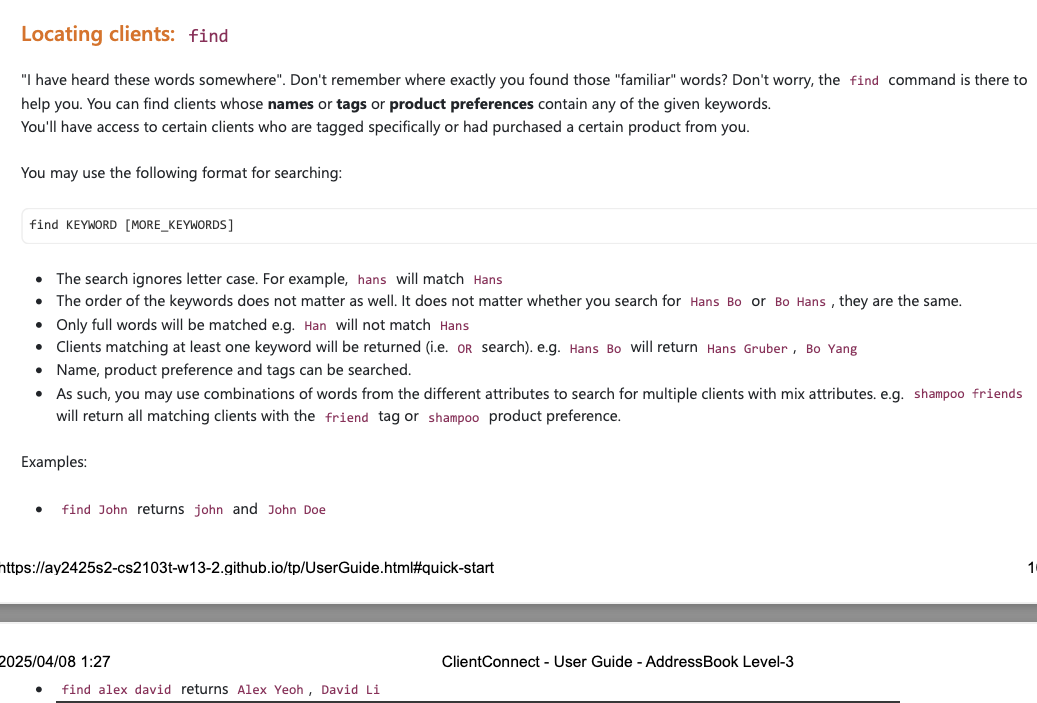 Locating clients: find
"I have heard these words somewhere". Don't remember where exactly you found those "familiar" words? Don't worry, the find command is there to
help you. You can find clients whose names or tags or product preferences contain any of the given keywords.
You'll have access to certain clients who are tagged specifically or had purchased a certain product from you.
You may use the following format for searching:
find KEYWORD [MORE_KEYWORDS]
• The search ignores letter case. For example, hans will match Hans
• The order of the keywords does not matter as well. It does not matter whether you search for Hans Bo or Bo Hans , they are the same.
• Only full words will be matched e.g. Han will not match Hans
• Clients matching at least one keyword will be returned (i.e. OR search). e.g. Hans Bo will return Hans Gruber , Bo Yang
• Name, product preference and tags can be searched.
• As such, you may use combinations of words from the different attributes to search for multiple clients with mix attributes. e.g. shampoo friends
will return all matching clients with the friend tag or shampoo product preference.
Examples:
• find John returns john and John Doe
https://ay2425s2-cs2103t-w13-2.github.io/tp/UserGuide.html#quick-start
2025/04/08 1:27 ClientConnect - User Guide - AddressBook Level-3
• find alex david returns Alex Yeoh , David Li